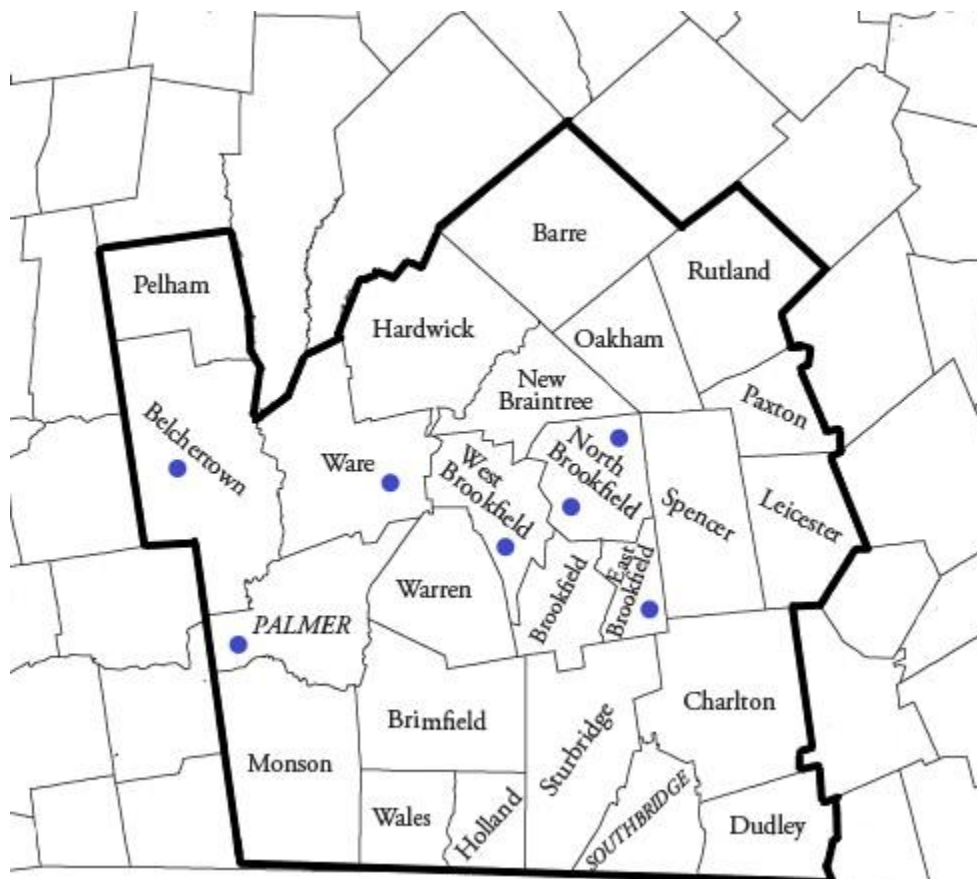 Barre
Rutland
Pelham
Hardwick
Oakham
New
Braintree
Paxton
Belchertown
Ware
West
Brookfield
North
Brookfield
Spencer
Leicester
Warren
Brookfield
East
Brookfield
PALMER
Charlton
Brimfield
Sturbridge
Monson
Wales
Holland
SOUTHBRIDGE
Dudley